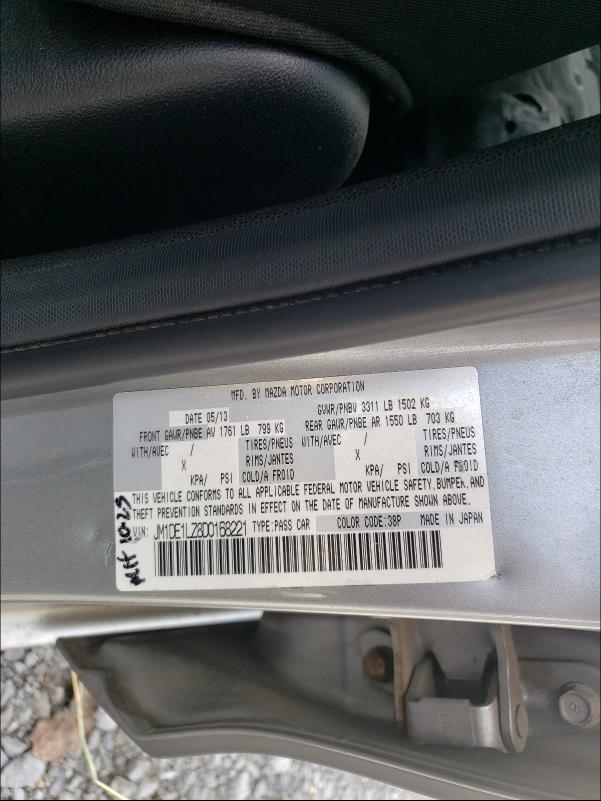 MFD. BY MAZDA MOTOR CORPORATION
DATE 05/13 GVWR/PNBV 3311 LB 1502 KG
FRONT GAWR/PNBE AV 1761 LB 799 KG REAR GAWR/PNBE AR 1550 LB 703 KG
WITH/AVEC / TIRES/PNEUS WITH/AVEC / TIRES/PNEUS
X RIMS/JANTES X RIMS/JANTES
KPA/ PSI COLD/A FROID KPA/ PSI COLD/A FROID
THIS VEHICLE CONFORMS TO ALL APPLICABLE FEDERAL MOTOR VEHICLE SAFETY, BUMPER, AND
THEFT PREVENTION STANDARDS IN EFFECT ON THE DATE OF MANUFACTURE SHOWN ABOVE.
VIN: JM1DE1LZ8D0168221 TYPE:PASS CAR COLOR CODE:38P MADE IN JAPAN
10-25